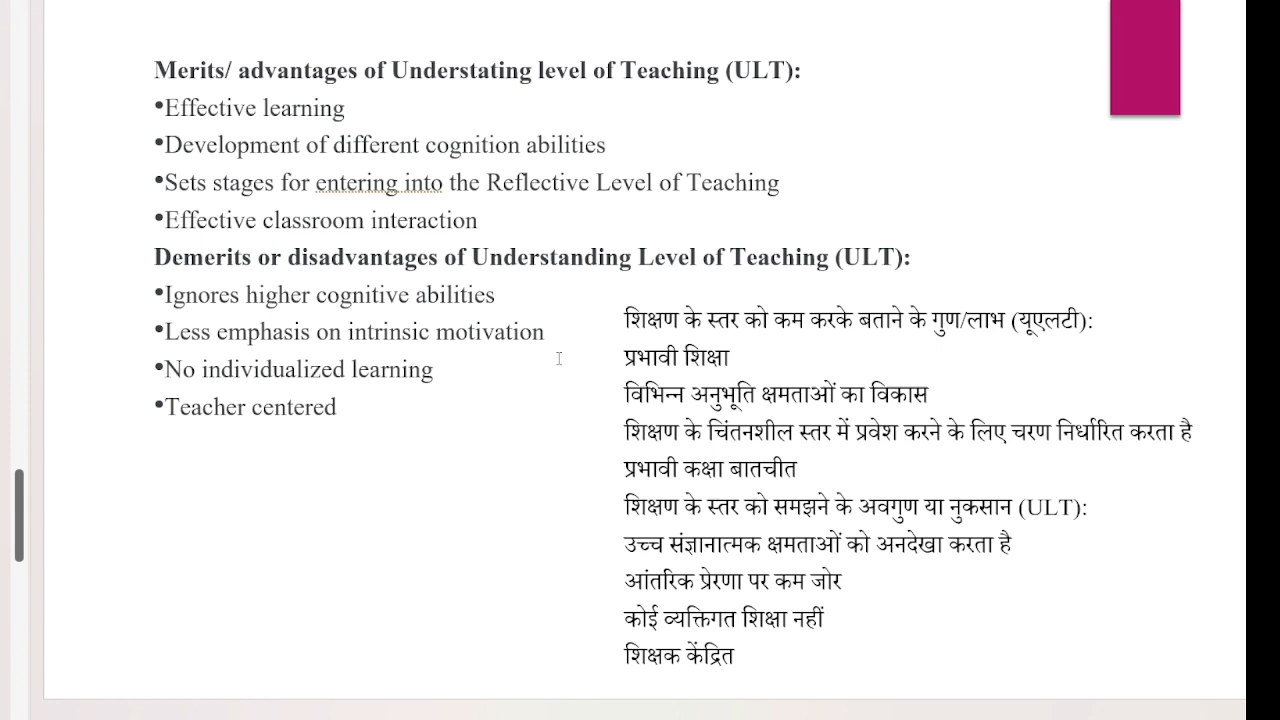 Merits/ advantages of Understating level of Teaching (ULT):
•Effective learning
•Development of different cognition abilities
•Sets stages for entering into the Reflective Level of Teaching
•Effective classroom interaction
Demerits or disadvantages of Understanding Level of Teaching (ULT):
•Ignores higher cognitive abilities
•Less emphasis on intrinsic motivation
•No individualized learning
•Teacher centered
शिक्षण के स्तर को कम करके बताने के गुण/लाभ (यूएलटी):
प्रभावी शिक्षा
विभिन्न अनुभूति क्षमताओं का विकास
शिक्षण के चिंतनशील स्तर में प्रवेश करने के लिए चरण निर्धारित करता है
प्रभावी कक्षा बातचीत
शिक्षण के स्तर को समझने के अवगुण या नुकसान (ULT):
उच्च संज्ञानात्मक क्षमताओं को अनदेखा करता है
आंतरिक प्रेरणा पर कम जोर
कोई व्यक्तिगत शिक्षा नहीं
शिक्षक केंद्रित